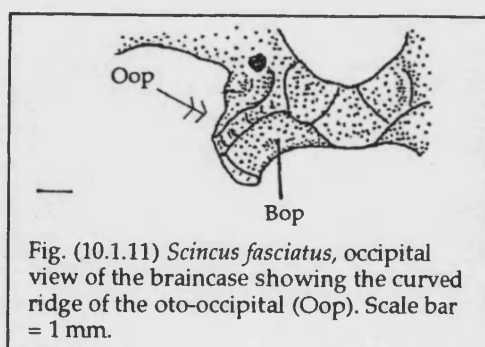 Oop
Bop
Fig. (10.1.11) Scincus fasciatus, occipital
view of the braincase showing the curved
ridge of the oto-occipital (Oop). Scale bar
= 1 mm.